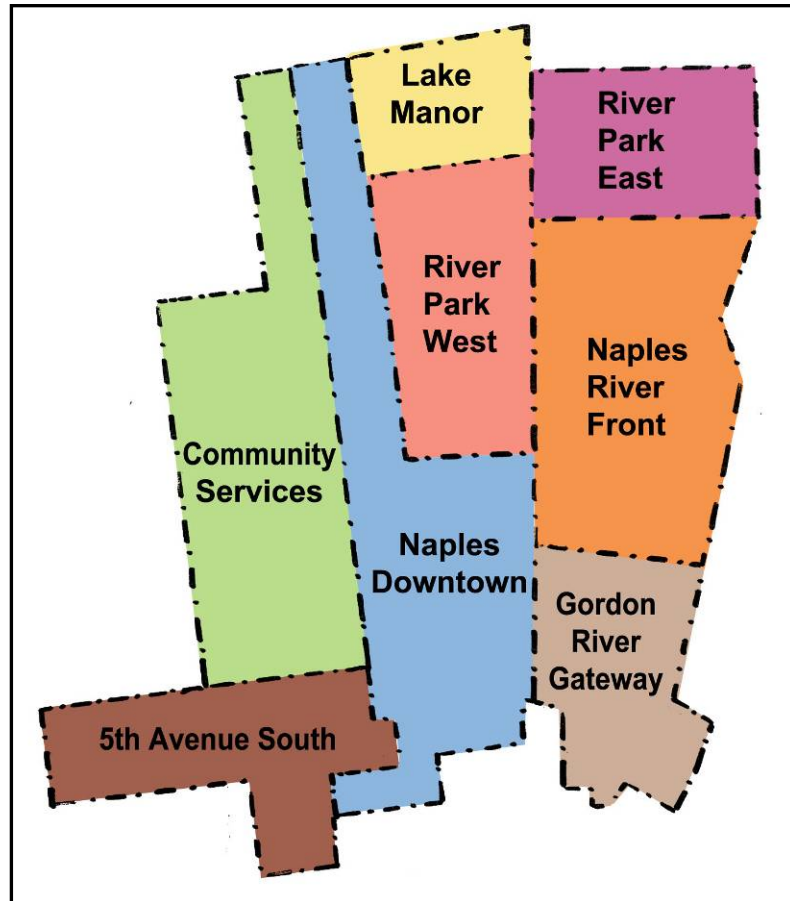 Lake
Manor
River
Park
East
River
Park
West
Naples
River
Front
Community
Services
Naples
Downtown
Gordon
River
Gateway
5th Avenue South